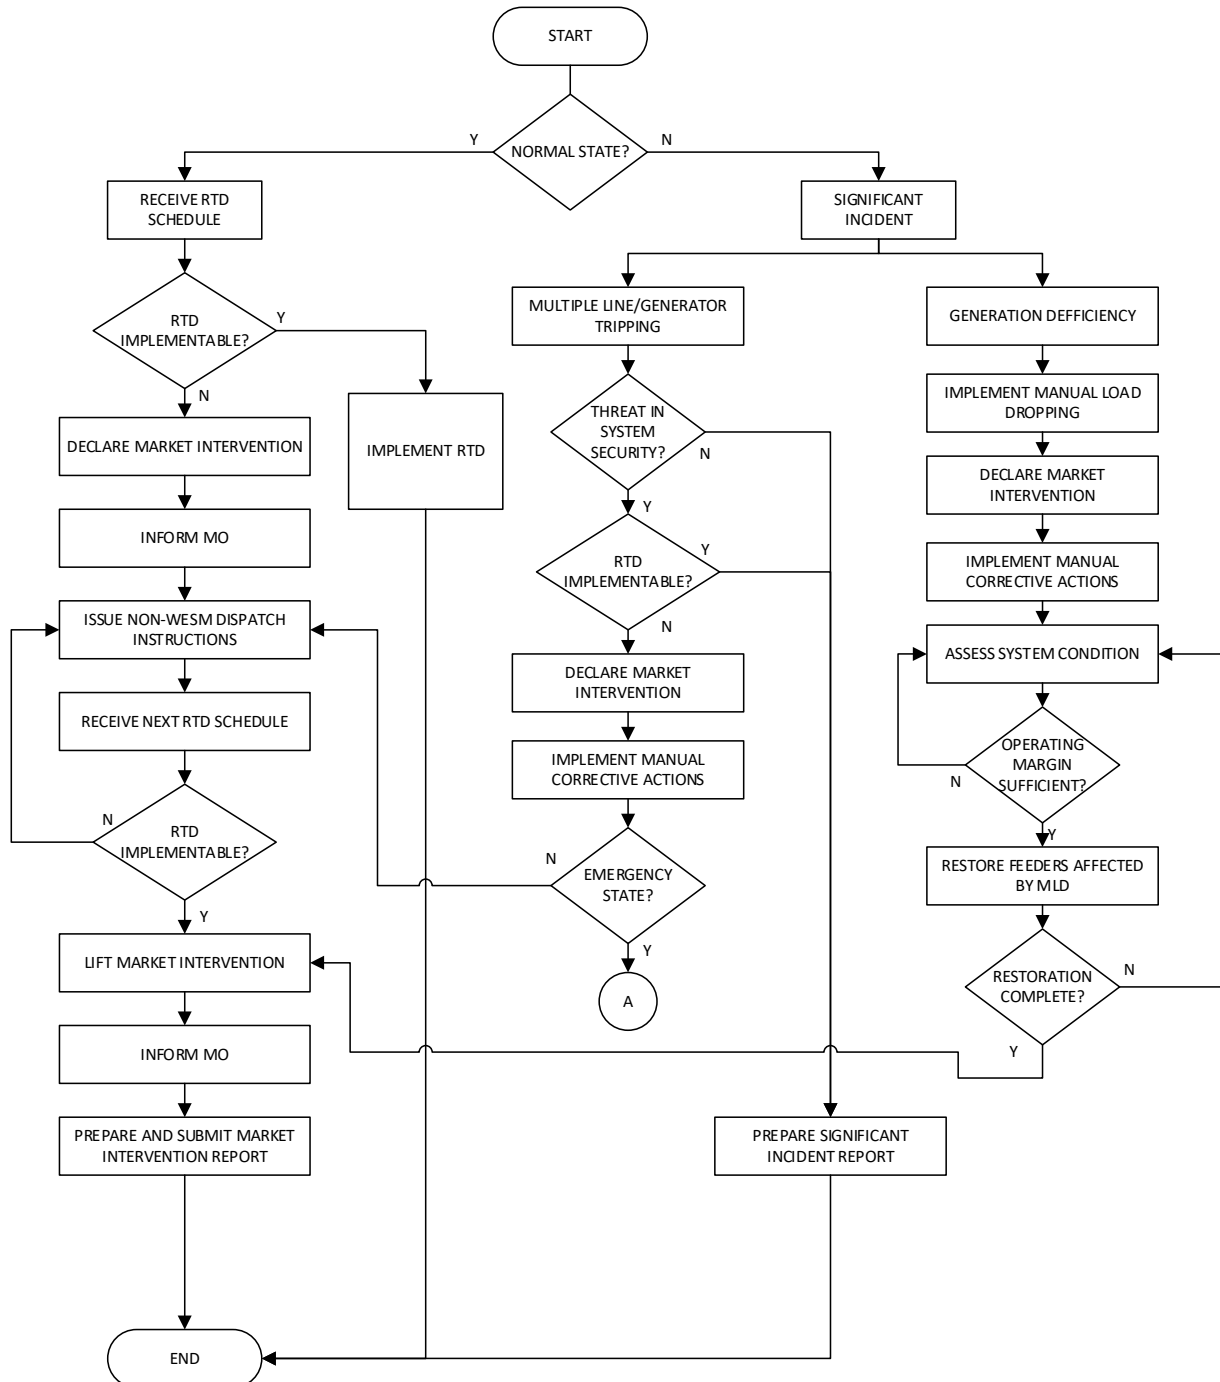 START
NORMAL STATE?
Y
N
RECEIVE RTD
SCHEDULE
RTD
IMPLEMENTABLE?
Y
N
DECLARE MARKET INTERVENTION
IMPLEMENT RTD
INFORM MO
ISSUE NON-WESM DISPATCH
INSTRUCTIONS
RECEIVE NEXT RTD SCHEDULE
N
RTD
IMPLEMENTABLE?
Y
LIFT MARKET INTERVENTION
INFORM MO
PREPARE AND SUBMIT MARKET
INTERVENTION REPORT
END
SIGNIFICANT
INCIDENT
MULTIPLE LINE/GENERATOR
TRIPPING
THREAT IN
SYSTEM
SECURITY?
N
Y
RTD
IMPLEMENTABLE?
Y
N
DECLARE MARKET
INTERVENTION
IMPLEMENT MANUAL
CORRECTIVE ACTIONS
N
EMERGENCY
STATE?
Y
A
PREPARE SIGNIFICANT
INCIDENT REPORT
GENERATION DEFFICIENCY
IMPLEMENT MANUAL LOAD
DROPPING
DECLARE MARKET
INTERVENTION
IMPLEMENT MANUAL
CORRECTIVE ACTIONS
ASSESS SYSTEM CONDITION
OPERATING
MARGIN
SUFFICIENT?
N
Y
RESTORE FEEDERS AFFECTED
BY MLD
RESTORATION
COMPLETE?
N
Y